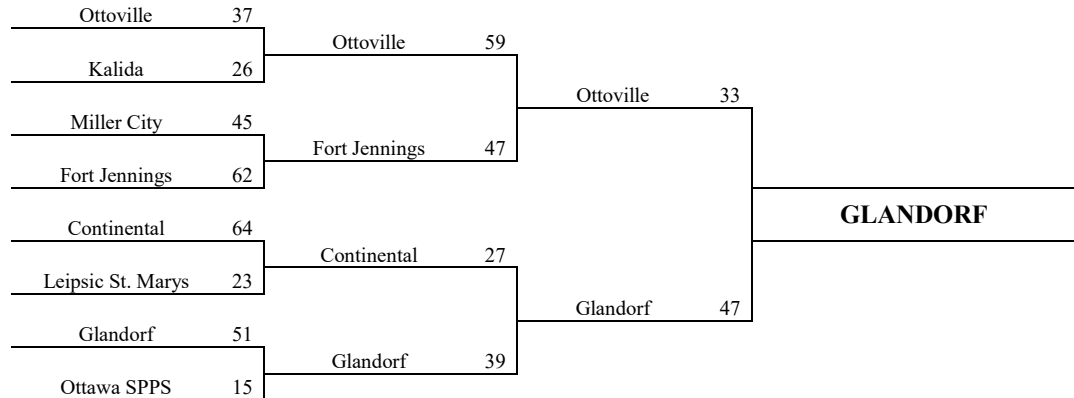 Ottoville 37
Kalida 26
Miller City 45
Fort Jennings 62
Continental 64
Leipsic St. Marys 23
Glandorf 51
Ottawa SPPS 15
Ottoville 59
Fort Jennings 47
Continental 27
Glandorf 39
Ottoville 33
Glandorf 47
GLANDORF